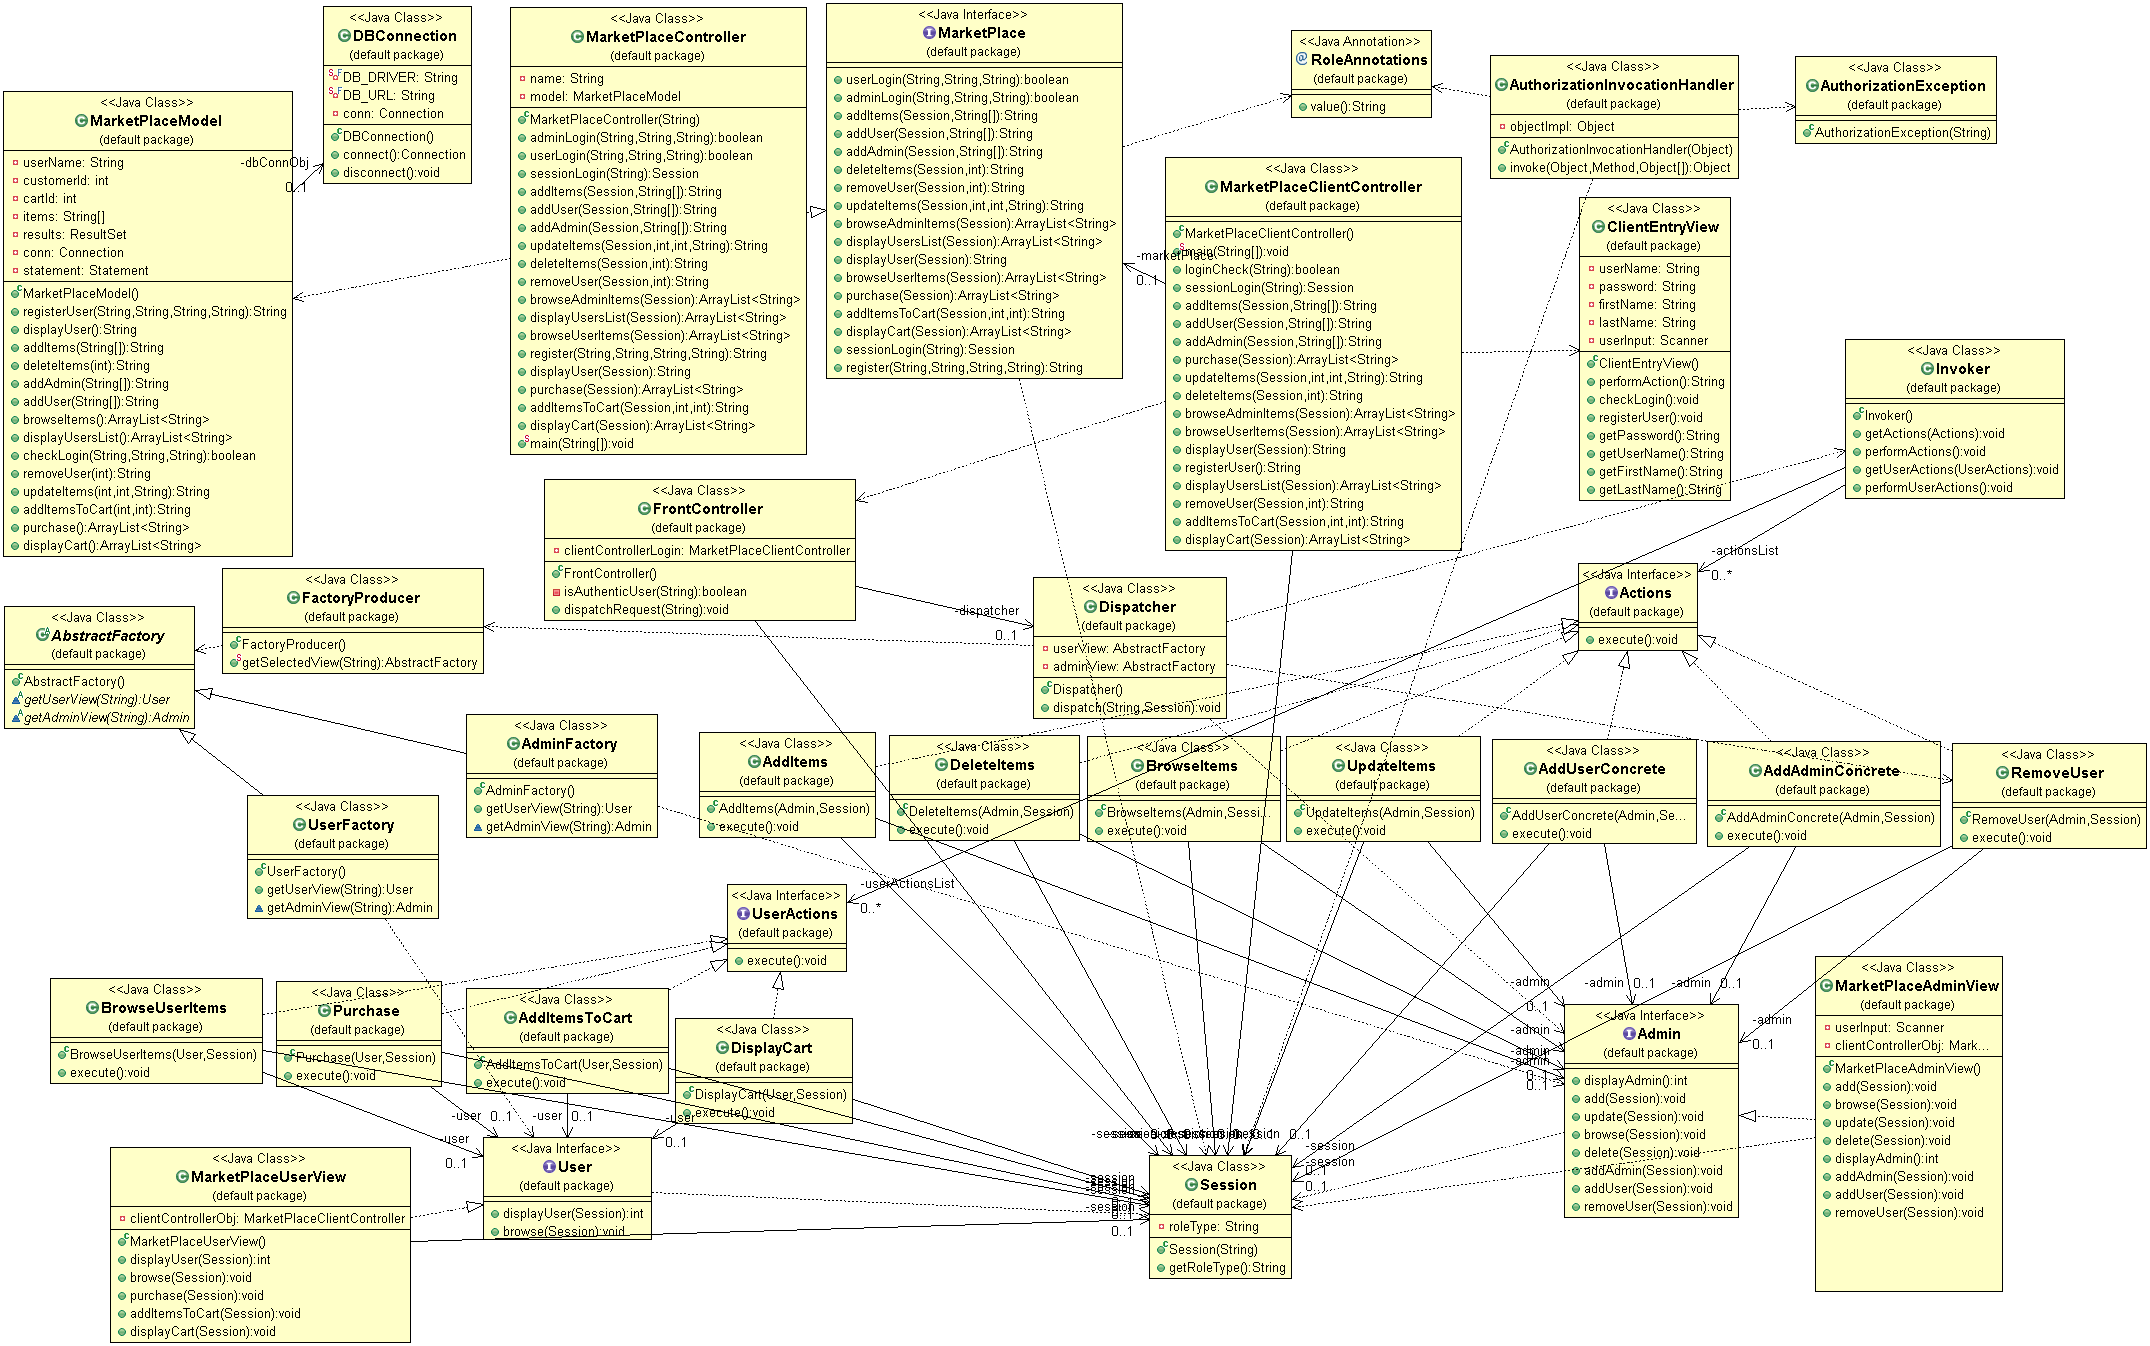 <<Java Class>>
DBConnection
(default package)
DB_DRIVER: String
DB_URL: String
conn: Connection
DBConnection()
connect():Connection
disconnect():void
<<Java Class>>
MarketPlaceController
(default package)
name: String
model: MarketPlaceModel
MarketPlaceController(String)
adminLogin(String,String,String):boolean
userLogin(String,String,String):boolean
sessionLogin(String):Session
addItems(Session,String[]):String
addUser(Session,String[]):String
addAdmin(Session,String[]):String
updateItems(Session,int,int,String):String
deleteItems(Session,int):String
removeUser(Session,int):String
browseAdminItems(Session):ArrayList<String>
displayUsersList(Session):ArrayList<String>
browseUserItems(Session):ArrayList<String>
register(String,String,String,String):String
displayUser(Session):String
purchase(Session):ArrayList<String>
addItemsToCart(Session,int,int):String
displayCart(Session):ArrayList<String>
main(String[]):void
<<Java Interface>>
MarketPlace
(default package)
userLogin(String,String,String):boolean
adminLogin(String,String,String):boolean
addItems(Session,String[]):String
addUser(Session,String[]):String
addAdmin(Session,String[]):String
deleteItems(Session,int):String
removeUser(Session,int):String
updateItems(Session,int,int,String):String
browseAdminItems(Session):ArrayList<String>
displayUsersList(Session):ArrayList<String>
displayUser(Session):String
browseUserItems(Session):ArrayList<String>
purchase(Session):ArrayList<String>
addItemsToCart(Session,int,int):String
displayCart(Session):ArrayList<String>
sessionLogin(String):Session
register(String,String,String,String):String
<<Java Annotation>>
RoleAnnotations
(default package)
value():String
<<Java Class>>
AuthorizationInvocationHandler
(default package)
objectImpl: Object
AuthorizationInvocationHandler(Object)
invoke(Object,Method,Object[]):Object
<<Java Class>>
AuthorizationException
(default package)
AuthorizationException(String)
<<Java Class>>
MarketPlaceModel
(default package)
userName: String
customerId: int
cartId: int
items: String[]
results: ResultSet
conn: Connection
statement: Statement
MarketPlaceModel()
registerUser(String,String,String,String):String
displayUser():String
addItems(String[]):String
deleteItems(int):String
addAdmin(String[]):String
addUser(String[]):String
browseItems():ArrayList<String>
displayUsersList():ArrayList<String>
checkLogin(String,String,String):boolean
removeUser(int):String
updateItems(int,int,String):String
addItemsToCart(int,int):String
purchase():ArrayList<String>
displayCart():ArrayList<String>
-dbConnObj
0..1
<<Java Class>>
MarketPlaceClientController
(default package)
MarketPlaceClientController()
main(String[]):void
loginCheck(String):boolean
sessionLogin(String):Session
addItems(Session,String[]):String
addUser(Session,String[]):String
addAdmin(Session,String[]):String
purchase(Session):ArrayList<String>
updateItems(Session,int,int,String):String
deleteItems(Session,int):String
browseAdminItems(Session):ArrayList<String>
browseUserItems(Session):ArrayList<String>
displayUser(Session):String
registerUser():String
displayUsersList(Session):ArrayList<String>
removeUser(Session,int):String
addItemsToCart(Session,int,int):String
displayCart(Session):ArrayList<String>
-marketPlace
0..1
<<Java Class>>
ClientEntryView
(default package)
userName: String
password: String
firstName: String
lastName: String
userInput: Scanner
ClientEntryView()
performAction():String
checkLogin():void
registerUser():void
getPassword():String
getUserName():String
getFirstName():String
getLastName():String
<<Java Class>>
Invoker
(default package)
Invoker()
getActions(Actions):void
performActions():void
getUserActions(UserActions):void
performUserActions():void
<<Java Class>>
FrontController
(default package)
clientControllerLogin: MarketPlaceClientController
FrontController()
isAuthenticUser(String):boolean
dispatchRequest(String):void
-dispatcher
0..1
<<Java Class>>
Dispatcher
(default package)
userView: AbstractFactory
adminView: AbstractFactory
Dispatcher()
dispatch(String,Session):void
-actionsList
0..*
<<Java Interface>>
Actions
(default package)
execute():void
<<Java Class>>
FactoryProducer
(default package)
FactoryProducer()
getSelectedView(String):AbstractFactory
<<Java Class>>
AbstractFactory
(default package)
AbstractFactory()
getUserView(String):User
getAdminView(String):Admin
<<Java Class>>
AdminFactory
(default package)
AdminFactory()
getUserView(String):User
getAdminView(String):Admin
<<Java Class>>
UserFactory
(default package)
UserFactory()
getUserView(String):User
getAdminView(String):Admin
<<Java Class>>
AddItems
(default package)
AddItems(Admin,Session)
execute():void
<<Java Class>>
DeleteItems
(default package)
DeleteItems(Admin,Session)
execute():void
<<Java Class>>
BrowseItems
(default package)
BrowseItems(Admin,Sessi...
execute():void
<<Java Class>>
UpdateItems
(default package)
UpdateItems(Admin,Session)
execute():void
<<Java Class>>
AddUserConcrete
(default package)
AddUserConcrete(Admin,Se...
execute():void
<<Java Class>>
AddAdminConcrete
(default package)
AddAdminConcrete(Admin,Session)
execute():void
<<Java Class>>
RemoveUser
(default package)
RemoveUser(Admin,Session)
execute():void
-userActionsList
0..*
<<Java Interface>>
UserActions
(default package)
execute():void
<<Java Class>>
BrowseUserItems
(default package)
BrowseUserItems(User,Session)
execute():void
<<Java Class>>
Purchase
(default package)
Purchase(User,Session)
execute():void
<<Java Class>>
AddItemsToCart
(default package)
AddItemsToCart(User,Session)
execute():void
<<Java Class>>
DisplayCart
(default package)
DisplayCart(User,Session)
execute():void
-user
0..1
-user
0..1
-user
0..1
-user
0..1
<<Java Interface>>
User
(default package)
displayUser(Session):int
browse(Session):void
<<Java Class>>
MarketPlaceUserView
(default package)
clientControllerObj: MarketPlaceClientController
MarketPlaceUserView()
displayUser(Session):int
browse(Session):void
purchase(Session):void
addItemsToCart(Session):void
displayCart(Session):void
-session
-session
-session
0..1
0..1
-session
-session
-session
0..1
0..1
0..1
<<Java Class>>
Session
(default package)
roleType: String
Session(String)
getRoleType():String
-admin
0..1
-admin
-admin
-admin
0..1
-admin
0..1
-admin
0..1
-admin
0..1
<<Java Interface>>
Admin
(default package)
displayAdmin():int
add(Session):void
update(Session):void
browse(Session):void
delete(Session):void
addAdmin(Session):void
addUser(Session):void
removeUser(Session):void
<<Java Class>>
MarketPlaceAdminView
(default package)
userInput: Scanner
clientControllerObj: Mark...
MarketPlaceAdminView()
add(Session):void
browse(Session):void
update(Session):void
delete(Session):void
displayAdmin():int
addAdmin(Session):void
addUser(Session):void
removeUser(Session):void